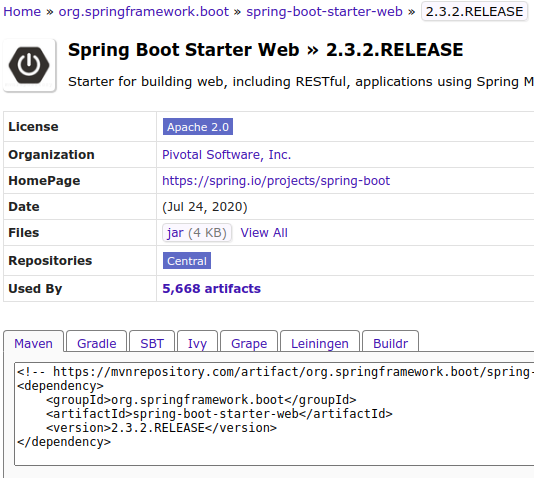 Home » org.springframework.boot » spring-boot-starter-web » 2.3.2.RELEASE
Spring Boot Starter Web » 2.3.2.RELEASE
Starter for building web, including RESTful, applications using Spring M
License Apache 2.0
Organization Pivotal Software, Inc.
HomePage https://spring.io/projects/spring-boot
Date (Jul 24, 2020)
Files jar (4 KB) View All
Repositories Central
Used By 5,668 artifacts
Maven Gradle SBT Ivy Grape Leiningen Buildr
<!-- https://mvnrepository.com/artifact/org.springframework.boot/spring-
<dependency>
    <groupId>org.springframework.boot</groupId>
    <artifactId>spring-boot-starter-web</artifactId>
    <version>2.3.2.RELEASE</version>
</dependency>